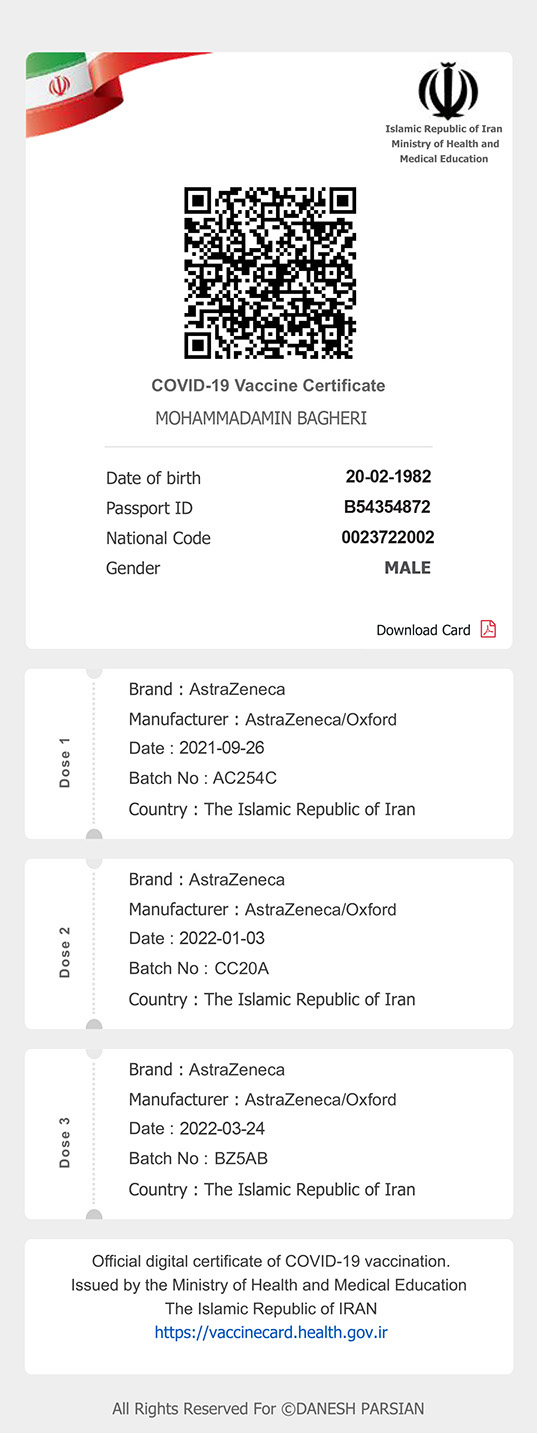 Islamic Republic of Iran
Ministry of Health and
Medical Education
COVID-19 Vaccine Certificate
MOHAMMADAMIN BAGHERI
Date of birth 20-02-1982
Passport ID B54354872
National Code 0023722002
Gender MALE
Download Card
Dose 1
Brand : AstraZeneca
Manufacturer : AstraZeneca/Oxford
Date : 2021-09-26
Batch No : AC254C
Country : The Islamic Republic of Iran
Dose 2
Brand : AstraZeneca
Manufacturer : AstraZeneca/Oxford
Date : 2022-01-03
Batch No : CC20A
Country : The Islamic Republic of Iran
Dose 3
Brand : AstraZeneca
Manufacturer : AstraZeneca/Oxford
Date : 2022-03-24
Batch No : BZ5AB
Country : The Islamic Republic of Iran
Official digital certificate of COVID-19 vaccination.
Issued by the Ministry of Health and Medical Education
The Islamic Republic of IRAN
https://vaccinecard.health.gov.ir
All Rights Reserved For ©DANESH PARSIAN